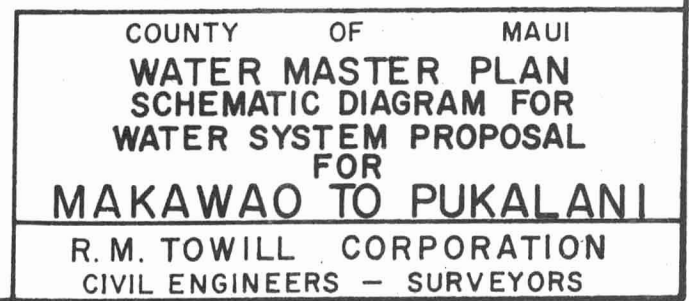 COUNTY OF MAUI
WATER MASTER PLAN
SCHEMATIC DIAGRAM FOR
WATER SYSTEM PROPOSAL
FOR
MAKAWAO TO PUKALANI
R. M. TOWILL CORPORATION
CIVIL ENGINEERS — SURVEYORS